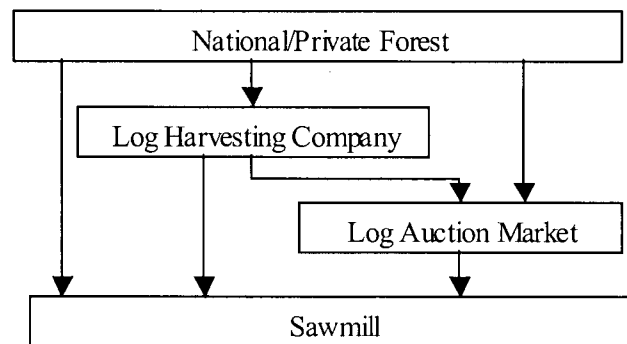 National/Private Forest
Log Harvesting Company
Log Auction Market
Sawmill